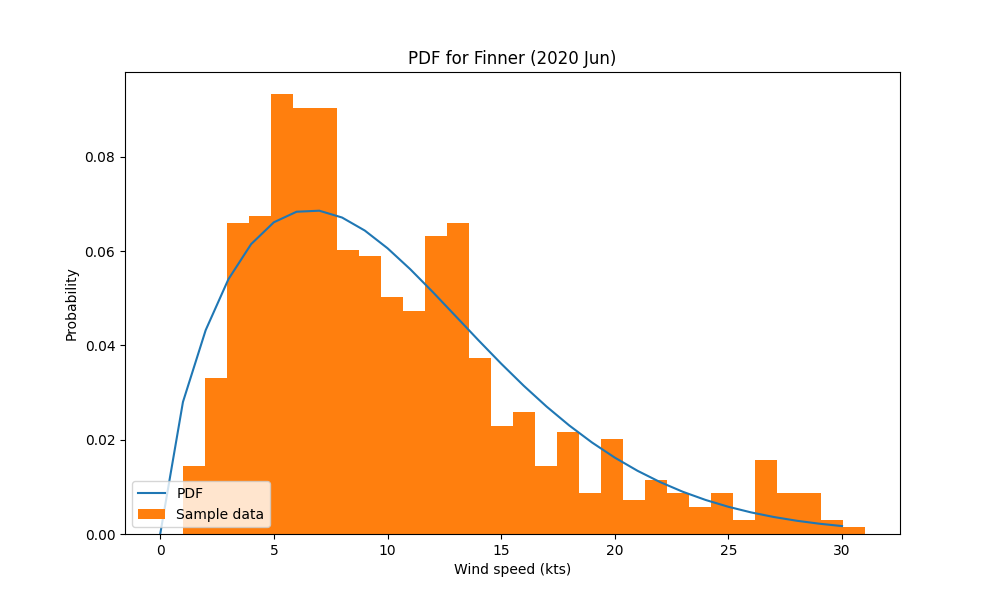 PDF for Finner (2020 Jun)
0.08
0.06
0.04
0.02
0.00
Probability
PDF
Sample data
0 5 10 15 20 25 30
Wind speed (kts)